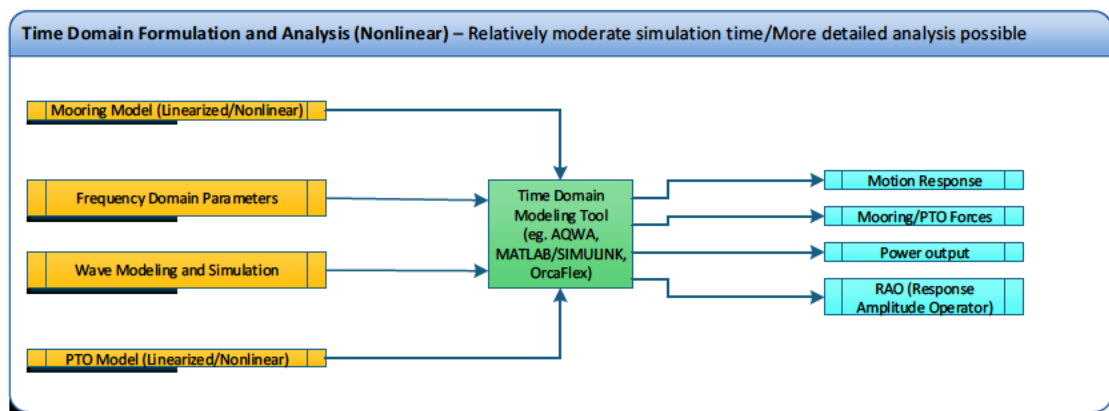 Time Domain Formulation and Analysis (Nonlinear) – Relatively moderate simulation time/More detailed analysis possible
Mooring Model (Linearized/Nonlinear)
Frequency Domain Parameters
Wave Modeling and Simulation
PTO Model (Linearized/Nonlinear)
Time Domain
Modeling Tool
(eg. AQWA,
MATLAB/SIMULINK,
OrcaFlex)
Motion Response
Mooring/PTO Forces
Power output
RAO (Response
Amplitude Operator)